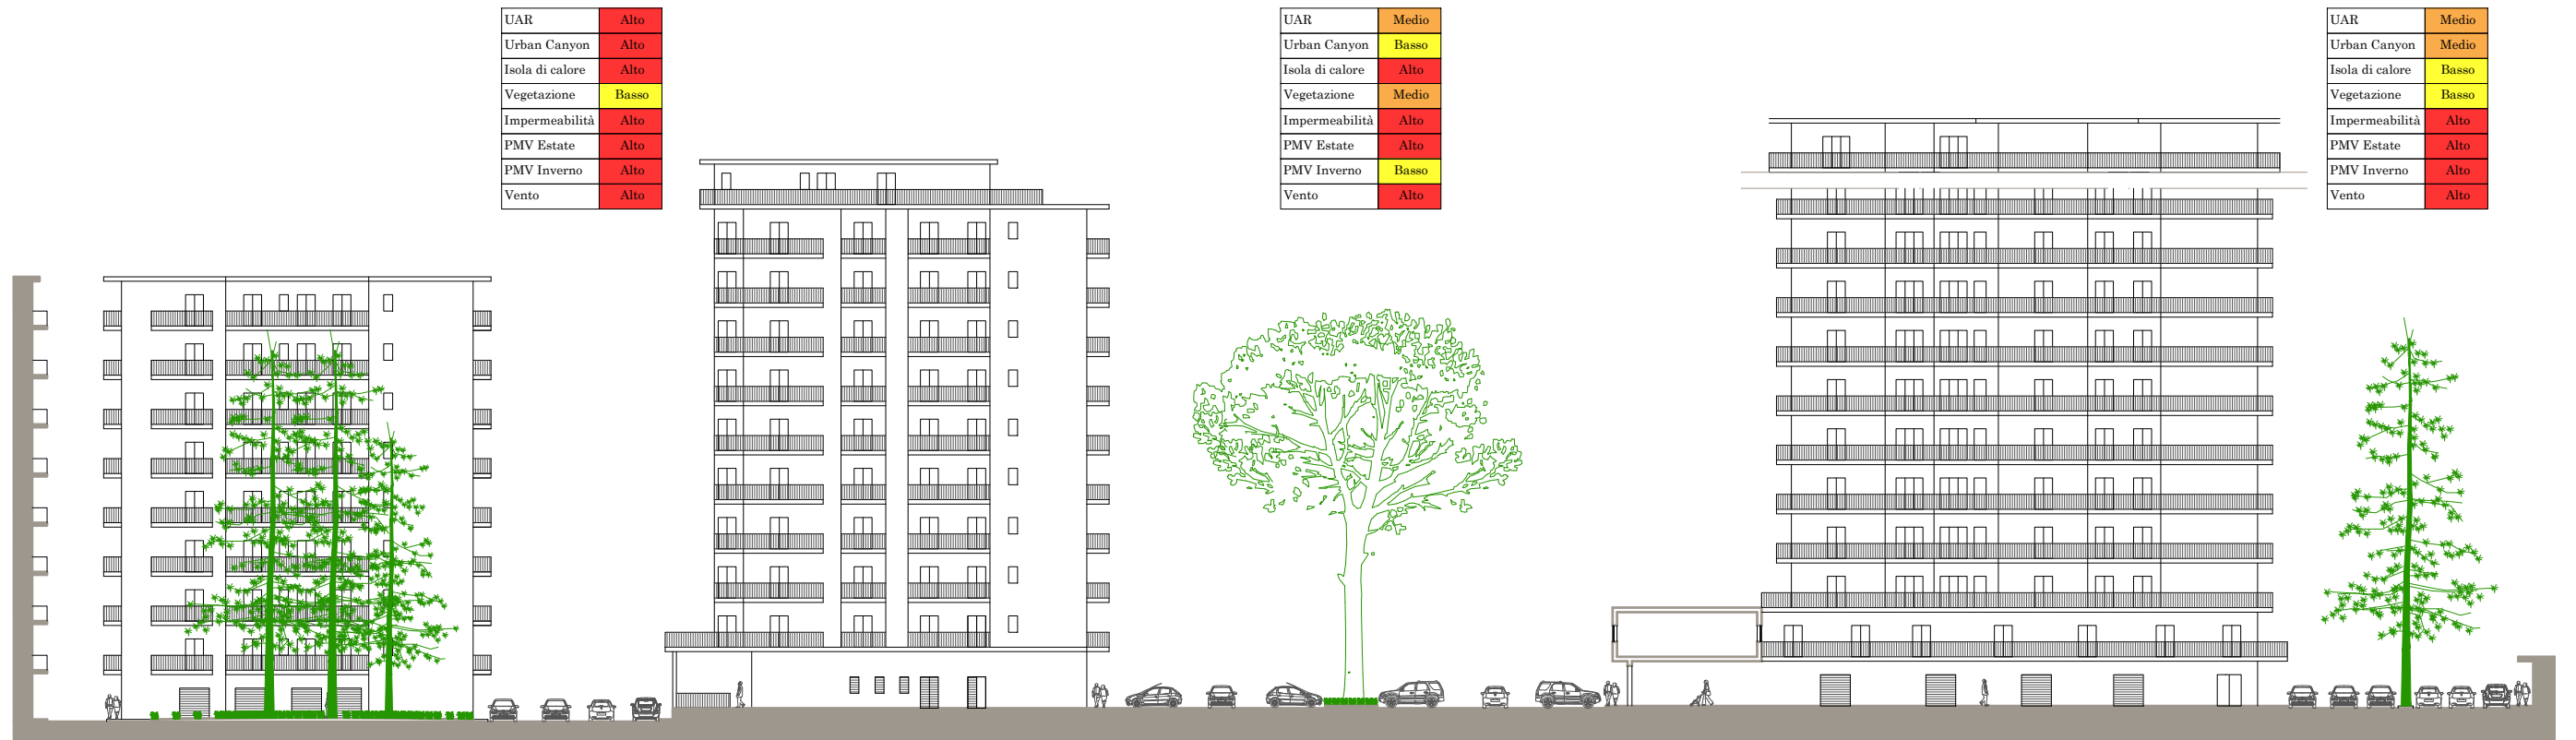 UAR Alto
Urban Canyon Alto
Isola di calore Alto
Vegetazione Basso
Impermeabilità Alto
PMV Estate Alto
PMV Inverno Alto
Vento Alto
UAR Medio
Urban Canyon Basso
Isola di calore Alto
Vegetazione Medio
Impermeabilità Alto
PMV Estate Alto
PMV Inverno Basso
Vento Alto
UAR Medio
Urban Canyon Medio
Isola di calore Basso
Vegetazione Basso
Impermeabilità Alto
PMV Estate Alto
PMV Inverno Alto
Vento Alto